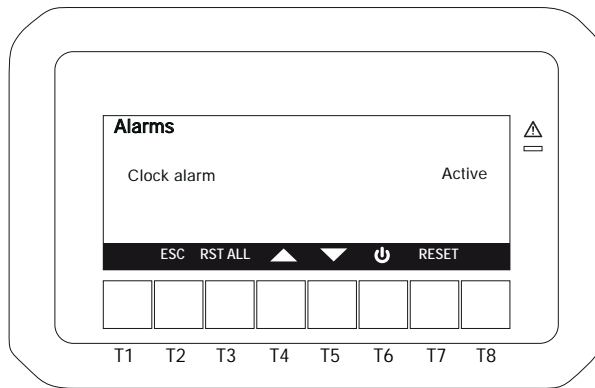 Alarms
Clock alarm Active
ESC RST ALL RESET
T1 T2 T3 T4 T5 T6 T7 T8